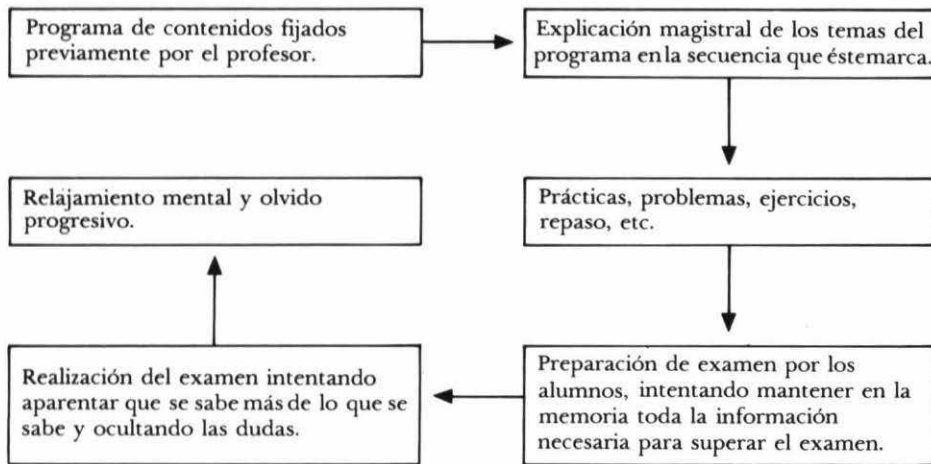 Programa de contenidos fijados
previamente por el profesor.
Explicación magistral de los temas del
programa en la secuencia que éstemarca.
Prácticas, problemas, ejercicios,
repaso, etc.
Preparación de examen por los
alumnos, intentando mantener en la
memoria toda la información
necesaria para superar el examen.
Realización del examen intentando
aparentar que se sabe más de lo que se
sabe y ocultando las dudas.
Relajamiento mental y olvido
progresivo.